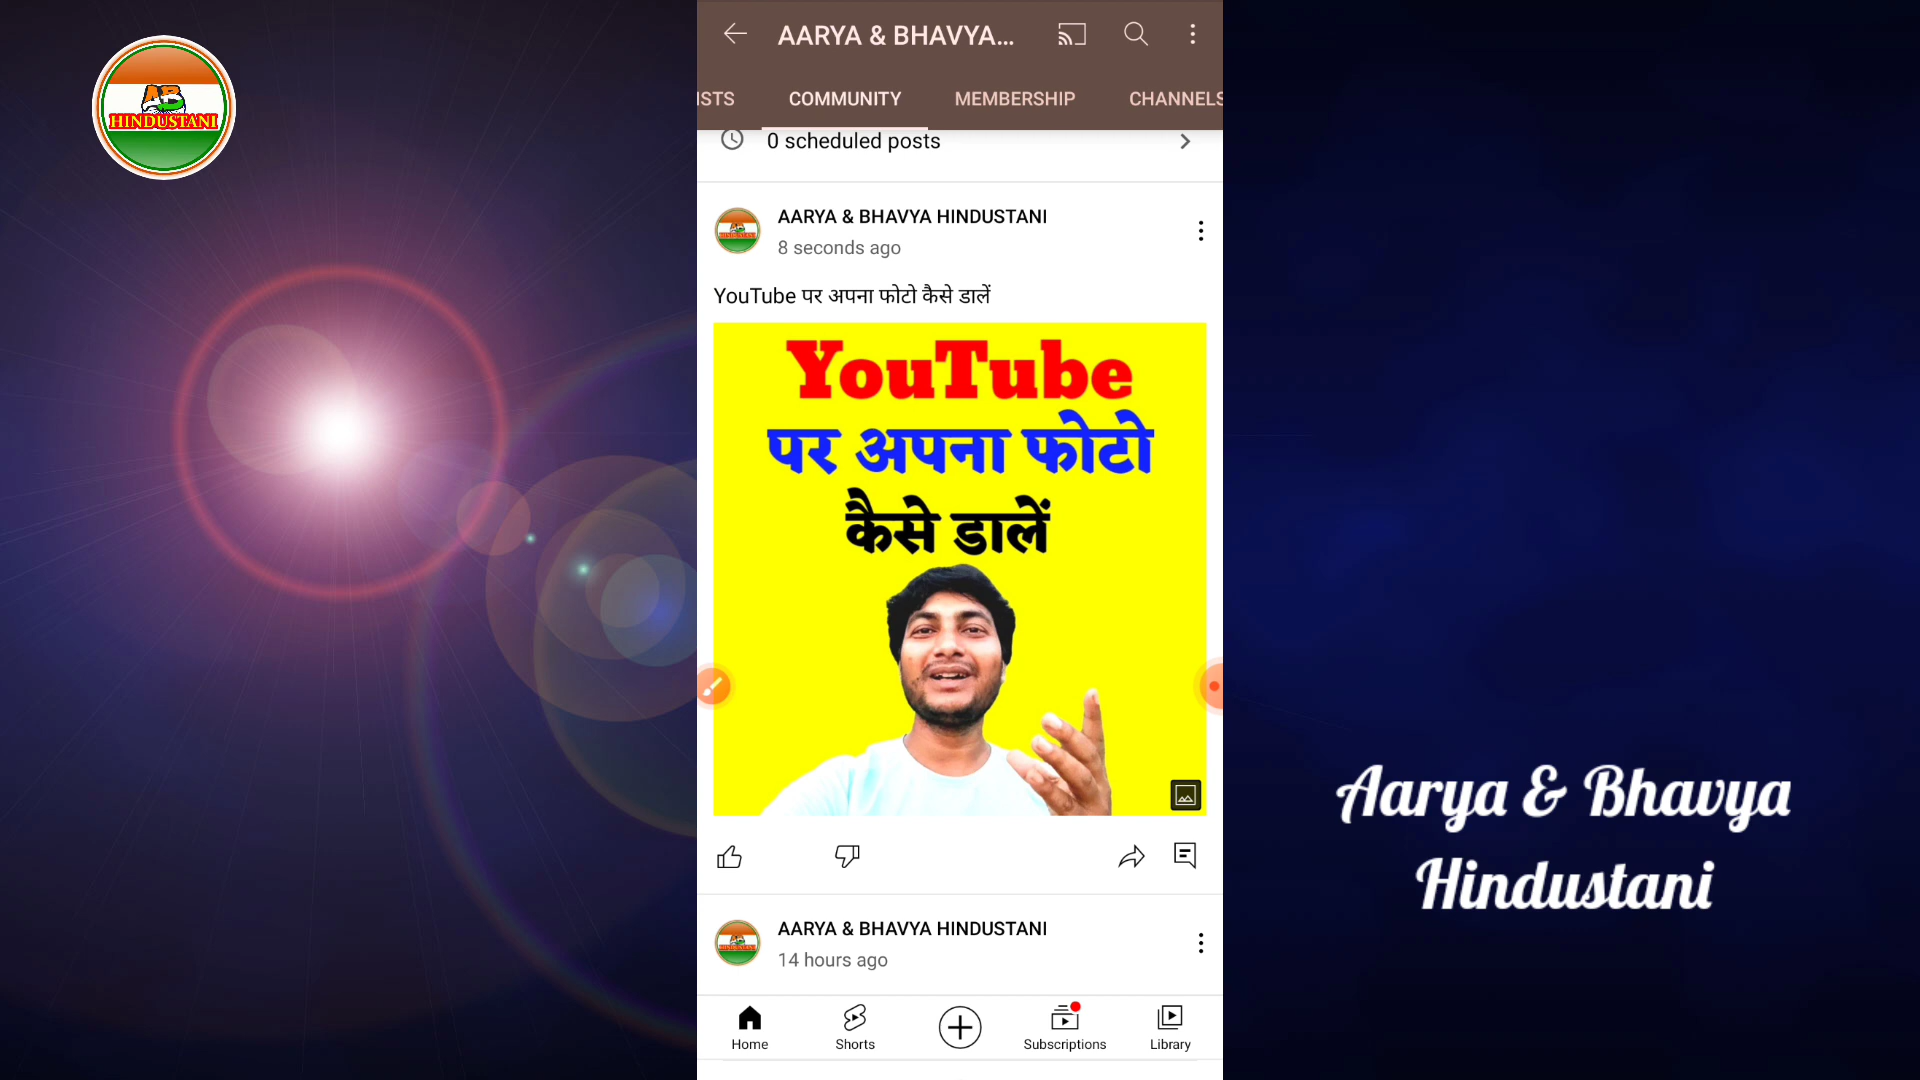 AB
HINDUSTANI
AARYA & BHAVYA...
ISTS COMMUNITY MEMBERSHIP CHANNELS
0 scheduled posts
AARYA & BHAVYA HINDUSTANI
8 seconds ago
YouTube पर अपना फोटो कैसे डालें
YouTube
पर अपना फोटो
कैसे डालें
AARYA & BHAVYA HINDUSTANI
14 hours ago
Home Shorts Subscriptions Library
Aarya & Bhavya
Hindustani